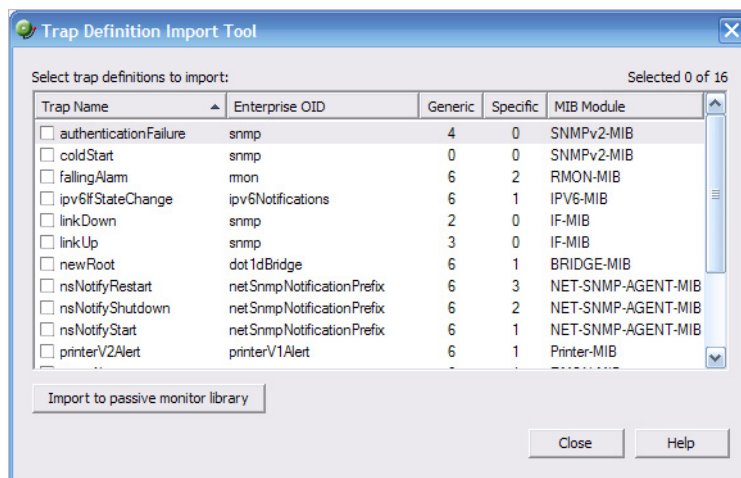 Trap Definition Import Tool
Select trap definitions to import: Selected 0 of 16
Trap Name Enterprise OID Generic Specific MIB Module
authenticationFailure snmp 4 0 SNMPv2-MIB
coldStart snmp 0 0 SNMPv2-MIB
fallingAlarm rmon 6 2 RMON-MIB
ipv6IfStateChange ipv6Notifications 6 1 IPV6-MIB
linkDown snmp 2 0 IF-MIB
linkUp snmp 3 0 IF-MIB
newRoot dot1dBridge 6 1 BRIDGE-MIB
nsNotifyRestart netSnmpNotificationPrefix 6 3 NET-SNMP-AGENT-MIB
nsNotifyShutdown netSnmpNotificationPrefix 6 2 NET-SNMP-AGENT-MIB
nsNotifyStart netSnmpNotificationPrefix 6 1 NET-SNMP-AGENT-MIB
printerV2Alert printerV1Alert 6 1 Printer-MIB
Import to passive monitor library
Close Help